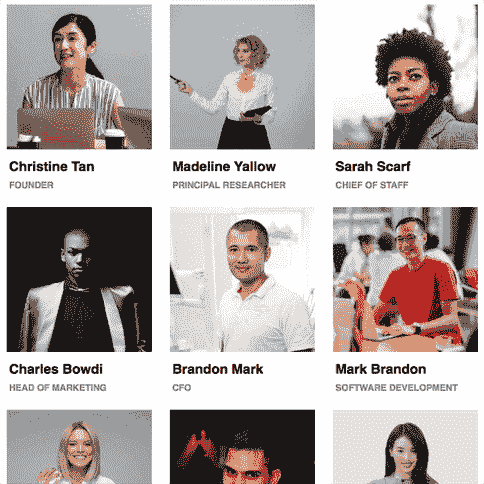 Christine Tan
FOUNDER
Madeline Yallow
PRINCIPAL RESEARCHER
Sarah Scarf
CHIEF OF STAFF
Charles Bowdi
HEAD OF MARKETING
Brandon Mark
CFO
Mark Brandon
SOFTWARE DEVELOPMENT